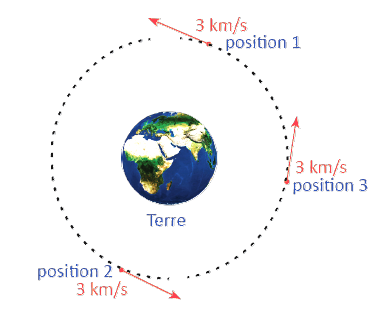 3 km/s
position 1
3 km/s
position 3
Terre
position 2
3 km/s